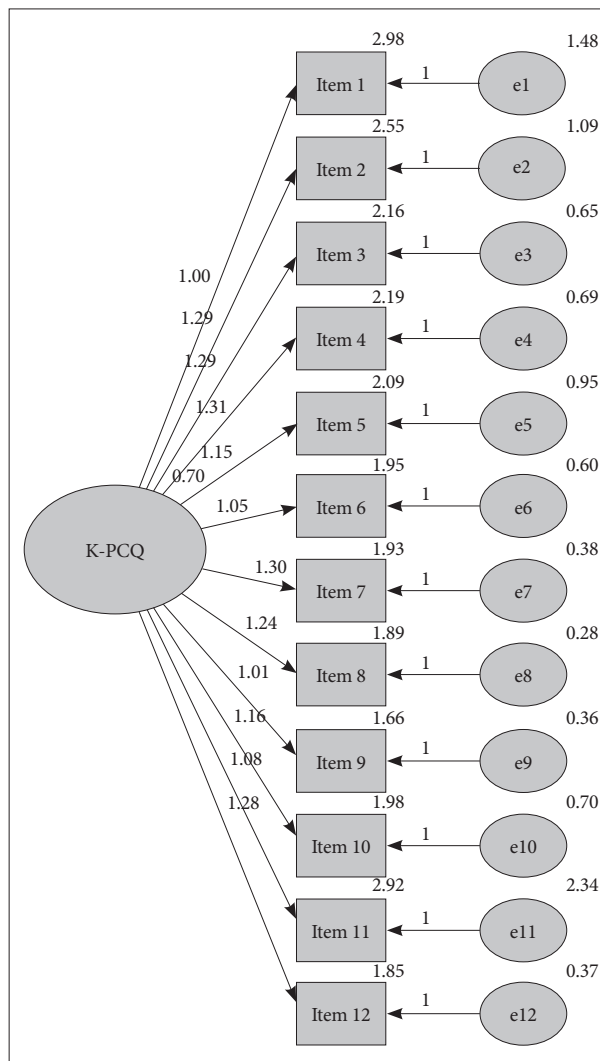 2.98 1.48
Item 1 1 e1
2.55 1.09
Item 2 1 e2
2.16 0.65
Item 3 1 e3
1.00
2.19 0.69
1.29
Item 4 1 e4
1.29
2.09 0.95
1.31
Item 5 1 e5
1.15
1.95 0.60
0.70
Item 6 1 e6
1.05
K-PCQ
1.93 0.38
1.30
Item 7 1 e7
1.24
1.89 0.28
1.01
Item 8 1 e8
1.16
1.66 0.36
1.08
Item 9 1 e9
1.28
1.98 0.70
Item 10 1 e10
2.92 2.34
Item 11 1 e11
1.85 0.37
Item 12 1 e12